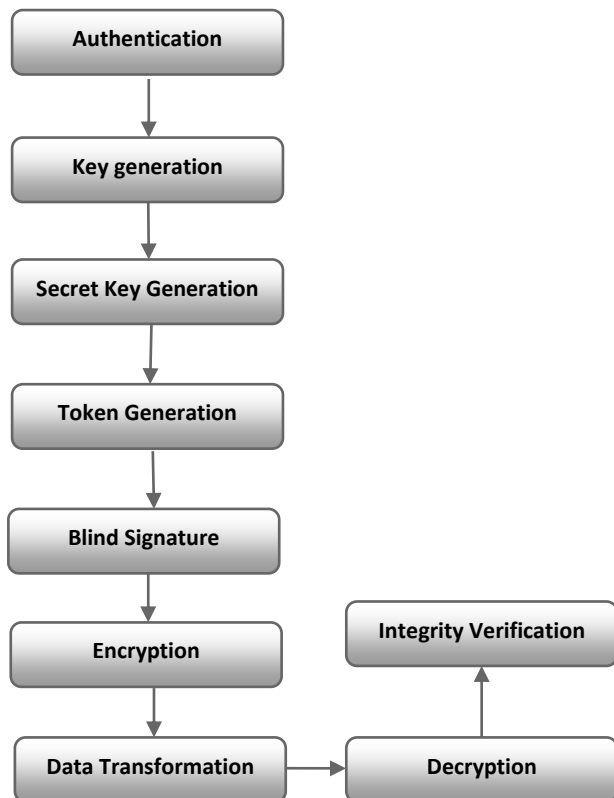 Authentication
Key generation
Secret Key Generation
Token Generation
Blind Signature
Encryption
Data Transformation
Decryption
Integrity Verification